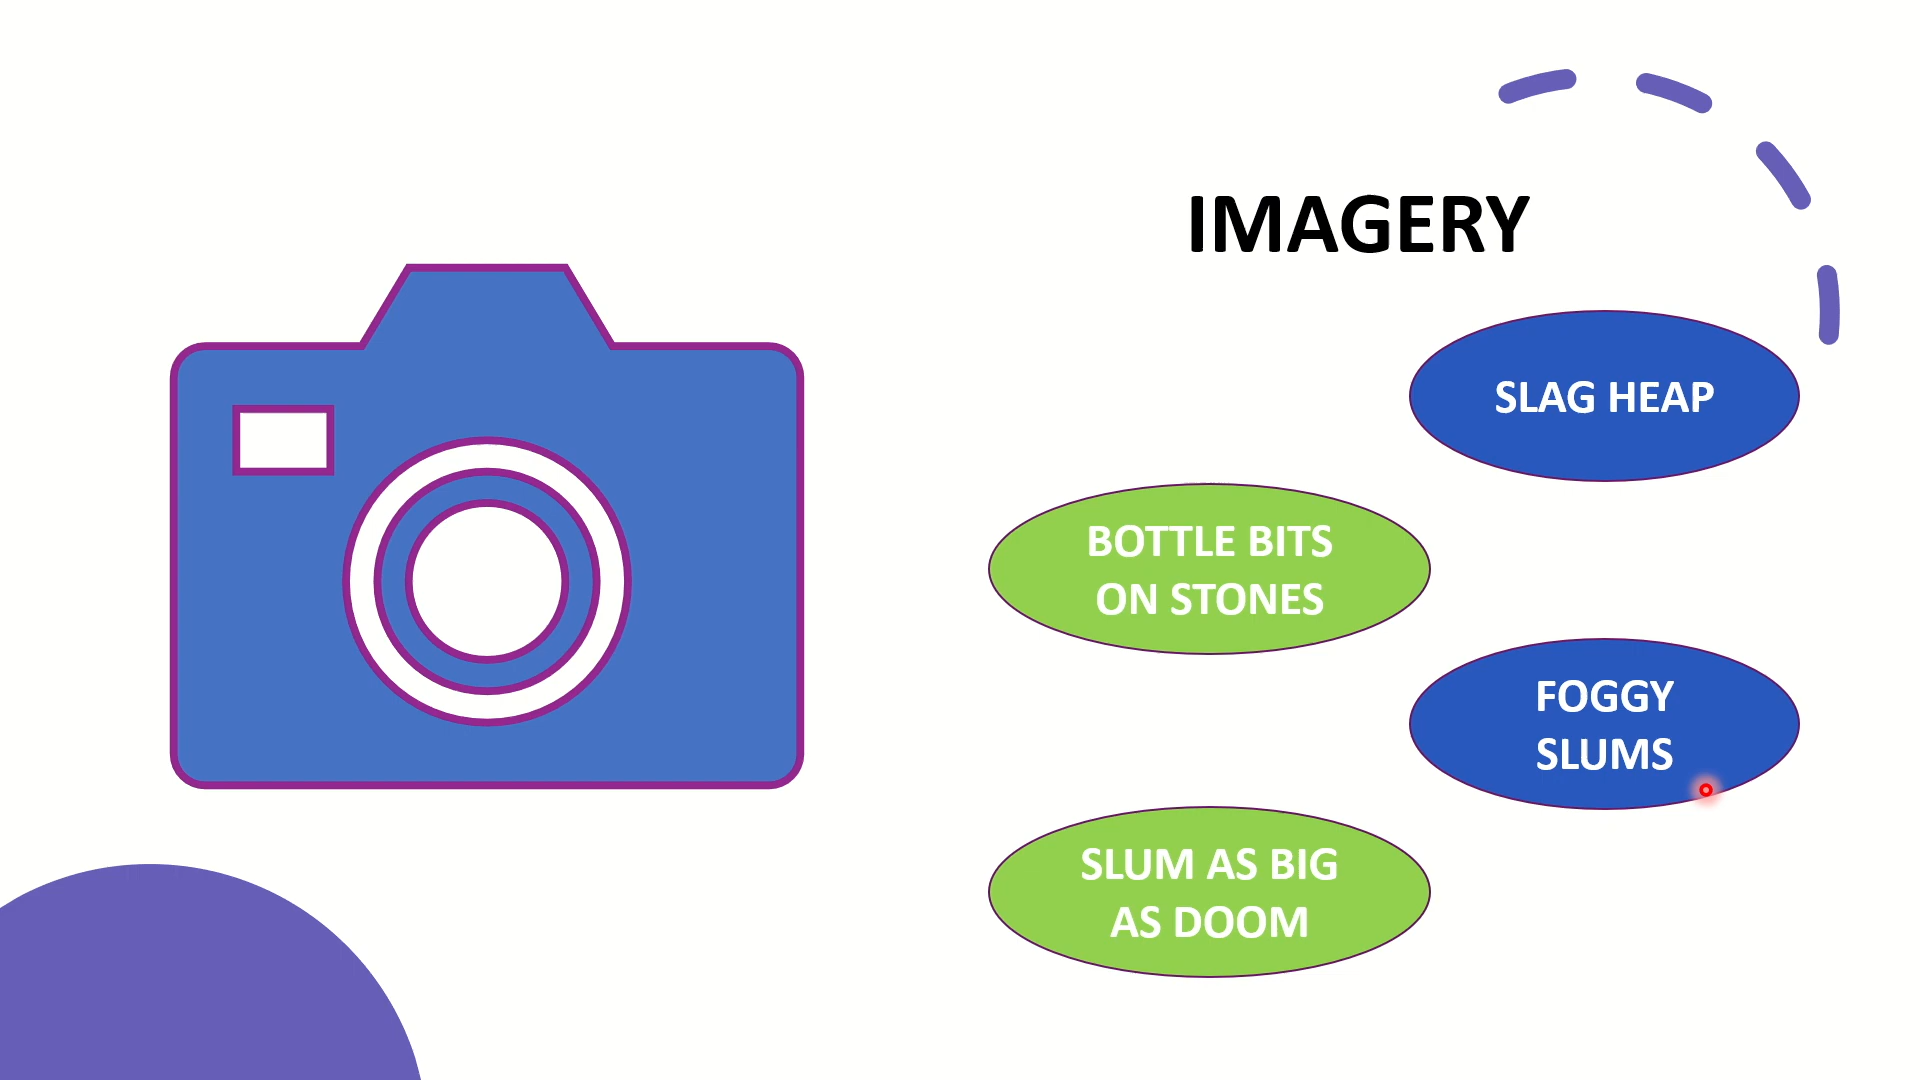 IMAGERY
SLAG HEAP
BOTTLE BITS
ON STONES
FOGGY
SLUMS
SLUM AS BIG
AS DOOM